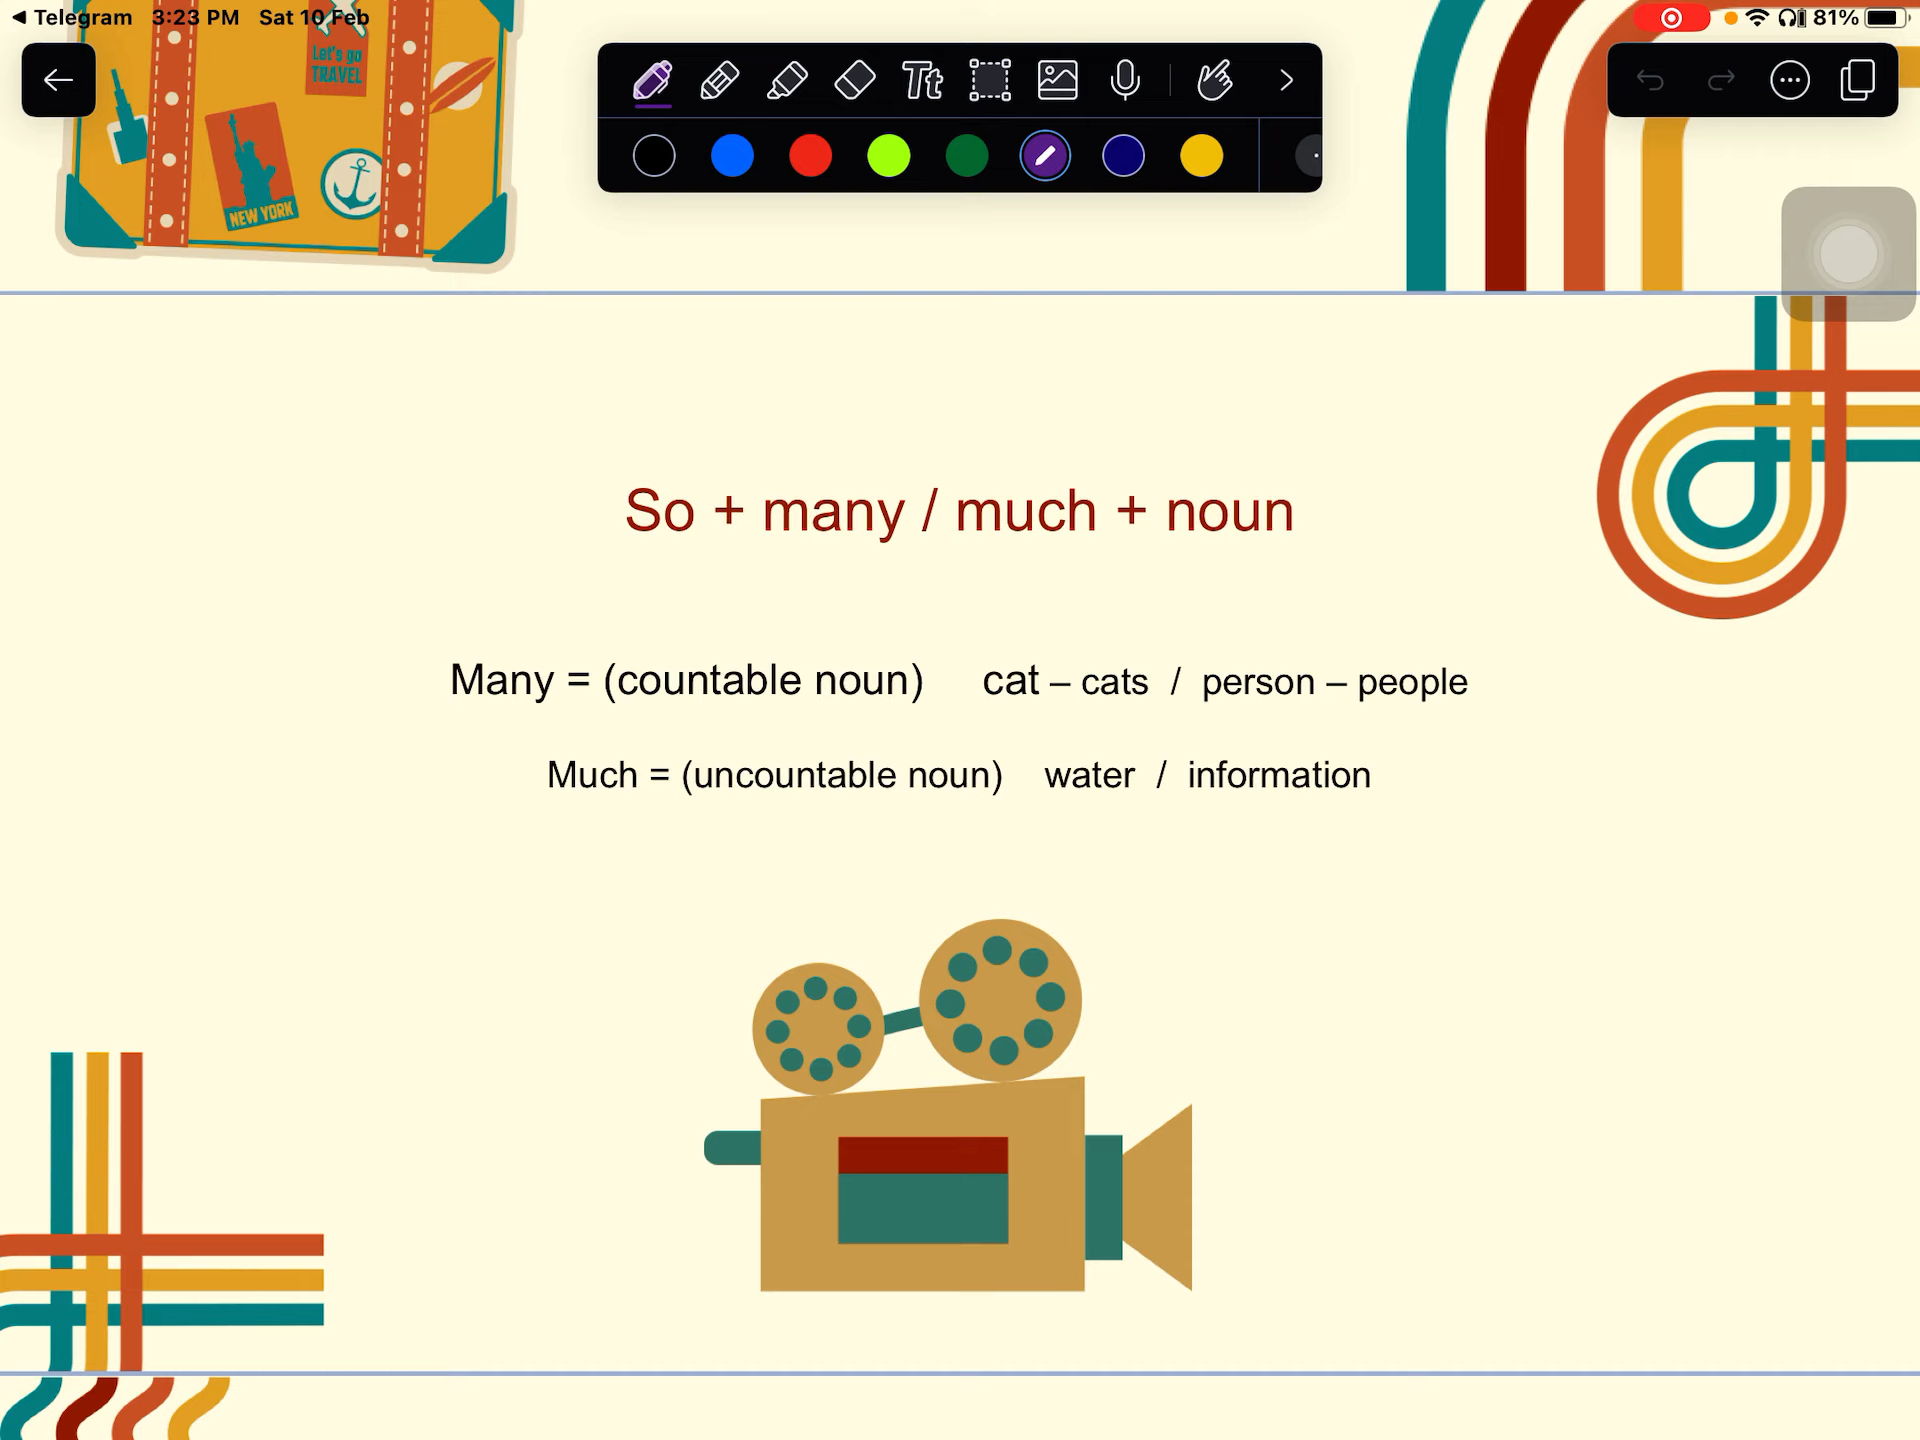 ◀ Telegram 3:23 PM Sat 10 Feb
81%
Let's go
TRAVEL
NEW YORK
Tt
So + many / much + noun
Many = (countable noun) cat – cats / person – people
Much = (uncountable noun) water / information